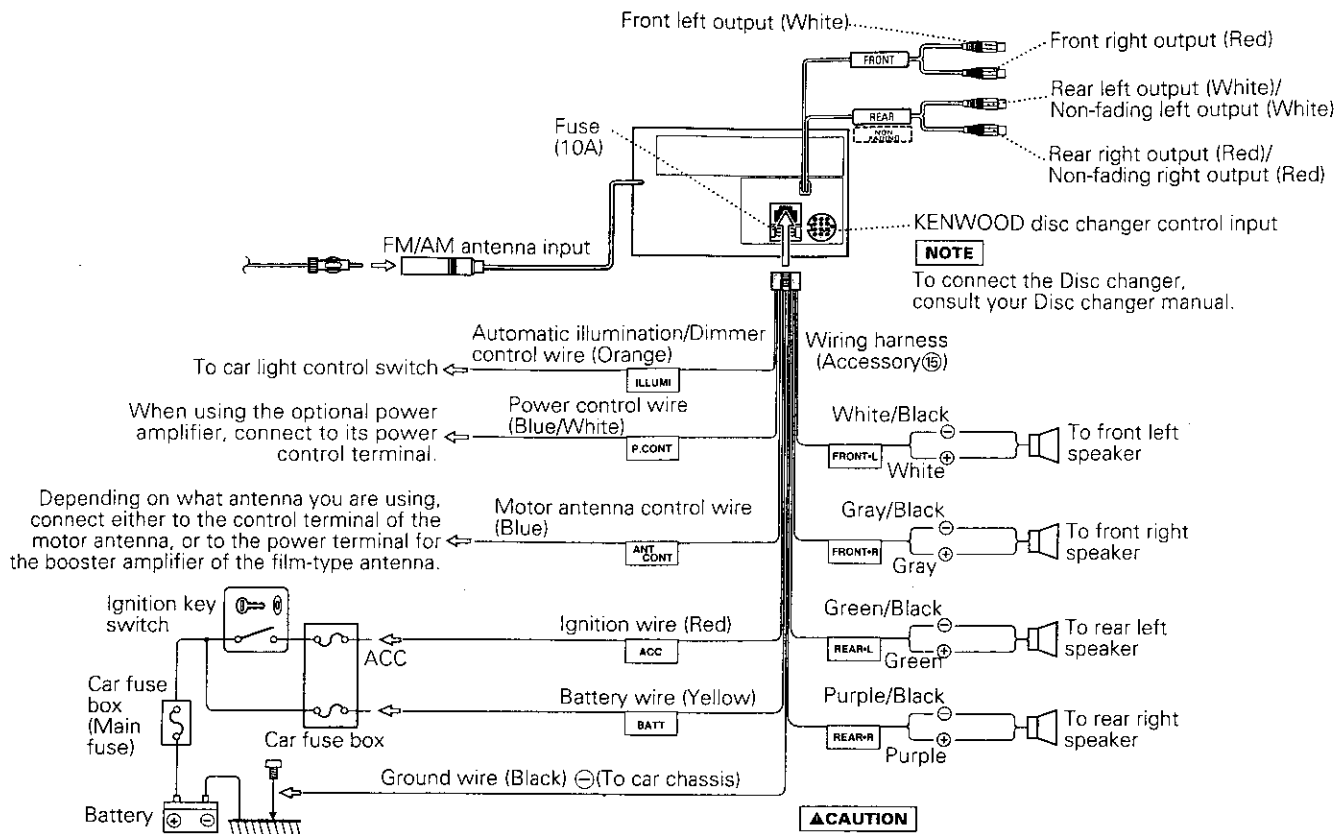 Front left output (White)
FRONT
Front right output (Red)
Rear left output (White)/
Non-fading left output (White)
REAR
NON
FADING
Fuse
(10A)
Rear right output (Red)/
Non-fading right output (Red)
KENWOOD disc changer control input
NOTE
To connect the Disc changer,
consult your Disc changer manual.
FM/AM antenna input
Automatic illumination/Dimmer
control wire (Orange)
To car light control switch
ILLUMI
Wiring harness
(Accessory⑮)
When using the optional power
amplifier, connect to its power
control terminal.
Power control wire
(Blue/White)
P.CONT
White/Black
⊖
FRONT•L
⊕
White
To front left
speaker
Depending on what antenna you are using,
connect either to the control terminal of the
motor antenna, or to the power terminal for
the booster amplifier of the film-type antenna.
Motor antenna control wire
(Blue)
ANT
CONT
Gray/Black
⊖
FRONT•R
⊕
Gray
To front right
speaker
Ignition key
switch
ACC
Ignition wire (Red)
ACC
Green/Black
⊖
REAR•L
⊕
Green
To rear left
speaker
Car fuse
box
(Main
fuse)
Car fuse box
Battery wire (Yellow)
BATT
Purple/Black
⊖
REAR•R
⊕
Purple
To rear right
speaker
Ground wire (Black) ⊖(To car chassis)
Battery
⊕ ⊖
▲CAUTION